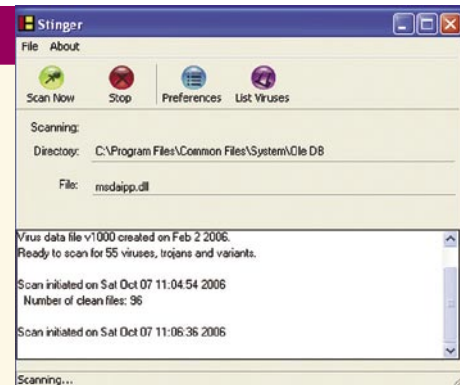 Stinger
File About
Scan Now Stop Preferences List Viruses
Scanning:
Directory: C:\Program Files\Common Files\System\Ole DB
File: msdaipp.dll
Virus data file v1000 created on Feb 2 2006.
Ready to scan for 55 viruses, trojans and variants.
Scan initiated on Sat Oct 07 11:04:54 2006
Number of clean files: 96
Scan initiated on Sat Oct 07 11:06:36 2006
Scanning...